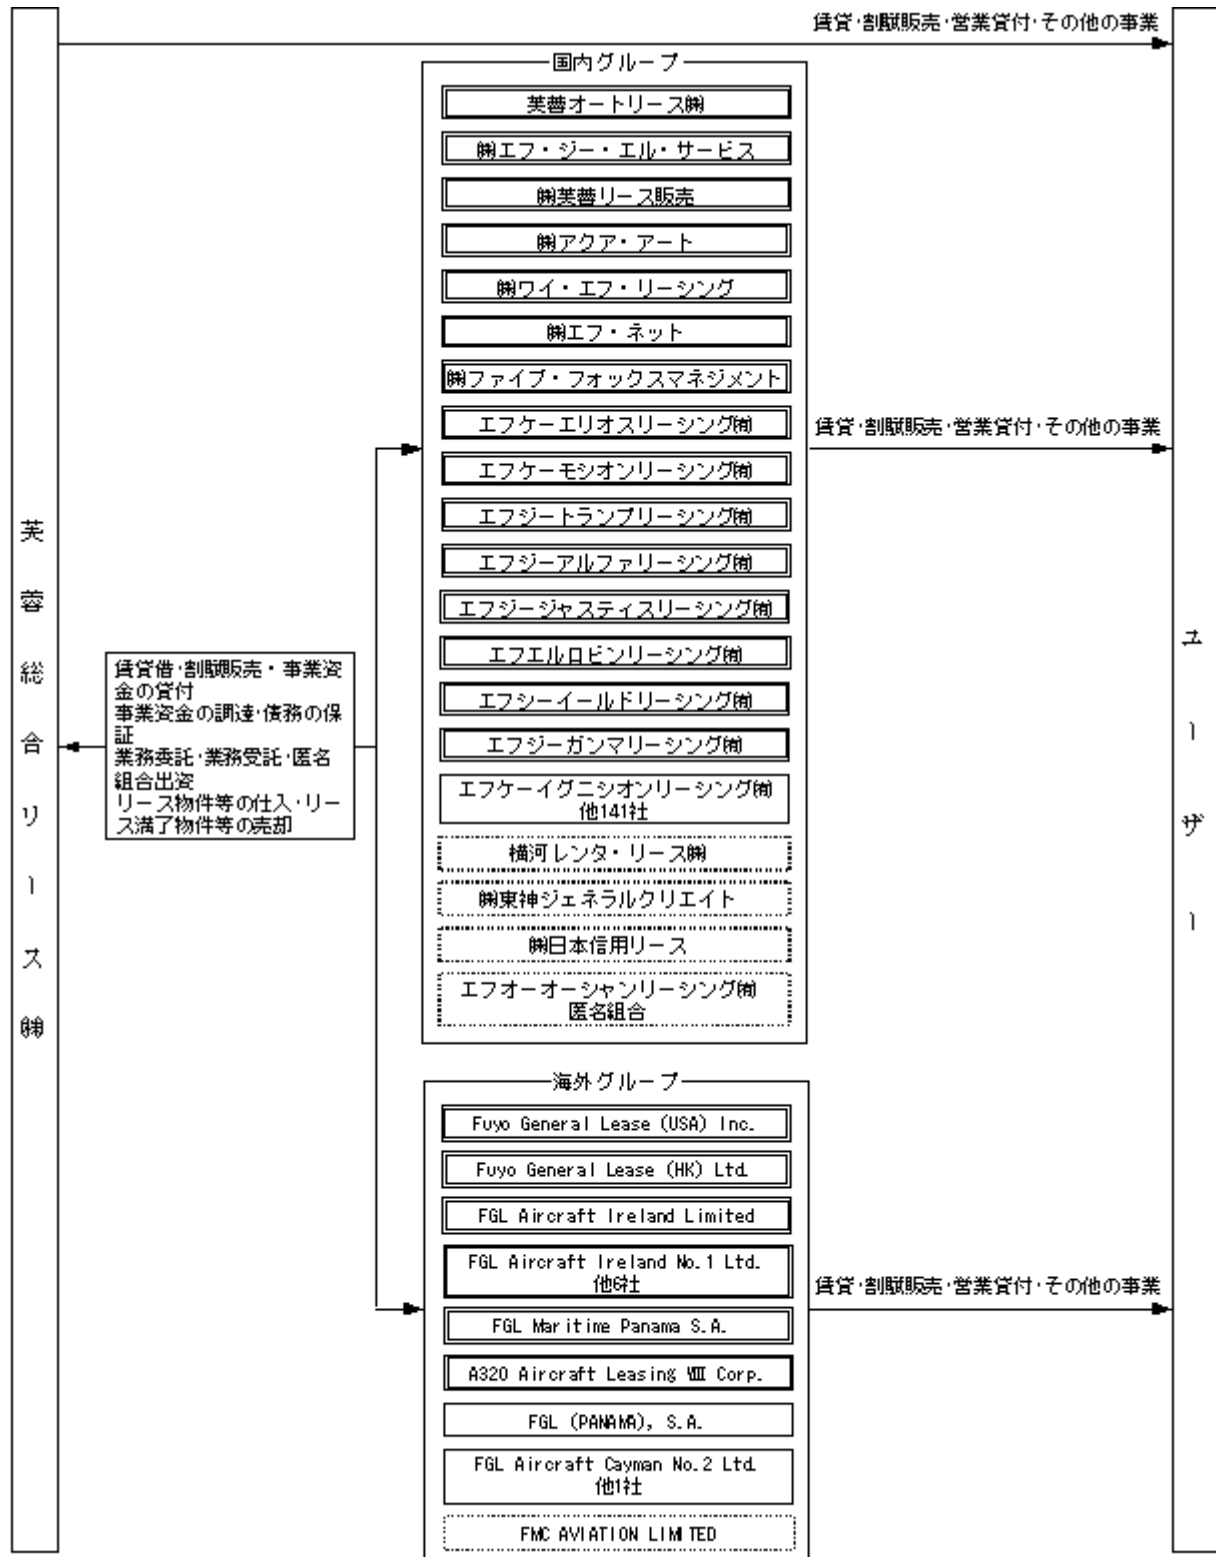 賃貸･割賦販売･営業貸付･その他の事業
国内グループ
芙蓉オートリース㈱
㈱エフ・ジー・エル・サービス
㈱芙蓉リース販売
㈱アクア・アート
㈱ワイ・エフ・リーシング
㈱エフ・ネット
㈱ファイブ・フォックスマネジメント
エフケーエリオスリーシング㈲
賃貸･割賦販売･営業貸付･その他の事業
エフケーモシオンリーシング㈲
エフジートランプリーシング㈲
エフジーアルファリーシング㈲
エフジージャスティスリーシング㈲
エフエルロビンリーシング㈲
エフシーイールドリーシング㈲
エフジーガンマリーシング㈲
エフケーイグニシオンリーシング㈲
他141社
横河レンタ・リース㈱
㈱東神ジェネラルクリエイト
㈱日本信用リース
エフオーオーシャンリーシング㈲
匿名組合
芙蓉総合リース㈱
賃貸借･割賦販売・事業資
金の貸付
事業資金の調達･債務の保
証
業務委託･業務受託･匿名
組合出資
リース物件等の仕入･リー
ス満了物件等の売却
ユーザー
海外グループ
Fuyo General Lease (USA) Inc.
Fuyo General Lease (HK) Ltd.
FGL Aircraft Ireland Limited
FGL Aircraft Ireland No.1 Ltd.
他6社
賃貸･割賦販売･営業貸付･その他の事業
FGL Maritime Panama S.A.
A320 Aircraft Leasing Ⅷ Corp.
FGL (PANAMA), S.A.
FGL Aircraft Cayman No.2 Ltd.
他1社
FMC AVIATION LIMITED